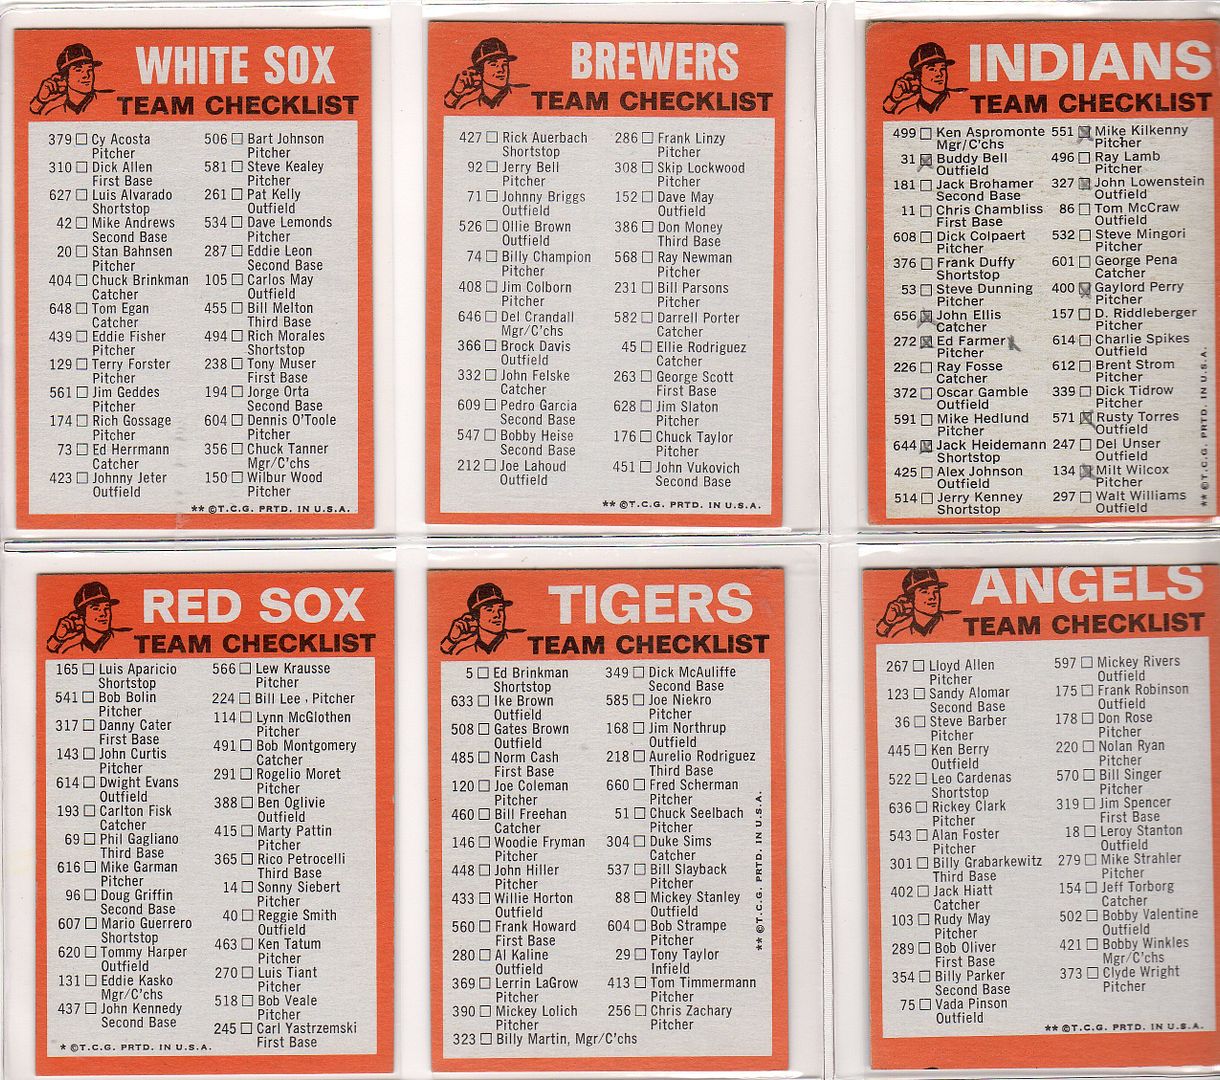 WHITE SOX
TEAM CHECKLIST
379 Cy Acosta
Pitcher
310 Dick Allen
First Base
627 Luis Alvarado
Shortstop
42 Mike Andrews
Second Base
20 Stan Bahnsen
Pitcher
404 Chuck Brinkman
Catcher
648 Tom Egan
Catcher
439 Eddie Fisher
Pitcher
129 Terry Forster
Pitcher
561 Jim Geddes
Pitcher
174 Rich Gossage
Pitcher
73 Ed Herrmann
Catcher
423 Johnny Jeter
Outfield
506 Bart Johnson
Pitcher
581 Steve Kealey
Pitcher
261 Pat Kelly
Outfield
534 Dave Lemonds
Pitcher
287 Eddie Leon
Second Base
105 Carlos May
Outfield
455 Bill Melton
Third Base
494 Rich Morales
Shortstop
238 Tony Muser
First Base
194 Jorge Orta
Second Base
604 Dennis O'Toole
Pitcher
356 Chuck Tanner
Mgr/C'chs
150 Wilbur Wood
Pitcher
** ©T.C.G. PRTD. IN U.S.A.
BREWERS
TEAM CHECKLIST
427 Rick Auerbach
Shortstop
92 Jerry Bell
Pitcher
71 Johnny Briggs
Outfield
526 Ollie Brown
Outfield
74 Billy Champion
Pitcher
408 Jim Colborn
Pitcher
646 Del Crandall
Mgr/C'chs
366 Brock Davis
Outfield
332 John Felske
Catcher
609 Pedro Garcia
Second Base
547 Bobby Heise
Second Base
212 Joe Lahoud
Outfield
286 Frank Linzy
Pitcher
308 Skip Lockwood
Pitcher
152 Dave May
Outfield
386 Don Money
Third Base
568 Ray Newman
Pitcher
231 Bill Parsons
Pitcher
582 Darrell Porter
Catcher
45 Ellie Rodriguez
Catcher
263 George Scott
First Base
628 Jim Slaton
Pitcher
176 Chuck Taylor
Pitcher
451 John Vukovich
Second Base
** ©T.C.G. PRTD. IN U.S.A.
INDIANS
TEAM CHECKLIST
499 Ken Aspromonte
Mgr/C'chs
31 Buddy Bell
Outfield
181 Jack Brohamer
Second Base
11 Chris Chambliss
First Base
608 Dick Colpaert
Pitcher
376 Frank Duffy
Shortstop
53 Steve Dunning
Pitcher
656 John Ellis
Catcher
272 Ed Farmer
Pitcher
226 Ray Fosse
Catcher
372 Oscar Gamble
Outfield
591 Mike Hedlund
Pitcher
644 Jack Heidemann
Shortstop
425 Alex Johnson
Outfield
514 Jerry Kenney
Shortstop
551 Mike Kilkenny
Pitcher
496 Ray Lamb
Pitcher
327 John Lowenstein
Outfield
86 Tom McCraw
Outfield
532 Steve Mingori
Pitcher
601 George Pena
Catcher
400 Gaylord Perry
Pitcher
157 D. Riddleberger
Pitcher
614 Charlie Spikes
Outfield
612 Brent Strom
Pitcher
339 Dick Tidrow
Pitcher
571 Rusty Torres
Outfield
247 Del Unser
Outfield
134 Milt Wilcox
Pitcher
297 Walt Williams
Outfield
** ©T.C.G. PRTD. IN U.S.A.
RED SOX
TEAM CHECKLIST
165 Luis Aparicio
Shortstop
541 Bob Bolin
Pitcher
317 Danny Cater
First Base
143 John Curtis
Pitcher
614 Dwight Evans
Outfield
193 Carlton Fisk
Catcher
69 Phil Gagliano
Third Base
616 Mike Garman
Pitcher
96 Doug Griffin
Second Base
607 Mario Guerrero
Shortstop
620 Tommy Harper
Outfield
131 Eddie Kasko
Mgr/C'chs
437 John Kennedy
Second Base
566 Lew Krausse
Pitcher
224 Bill Lee, Pitcher
114 Lynn McGlothen
Pitcher
491 Bob Montgomery
Catcher
291 Rogelio Moret
Pitcher
388 Ben Oglivie
Outfield
415 Marty Pattin
Pitcher
365 Rico Petrocelli
Third Base
14 Sonny Siebert
Pitcher
40 Reggie Smith
Outfield
463 Ken Tatum
Pitcher
270 Luis Tiant
Pitcher
518 Bob Veale
Pitcher
245 Carl Yastrzemski
First Base
* ©T.C.G. PRTD. IN U.S.A.
TIGERS
TEAM CHECKLIST
5 Ed Brinkman
Shortstop
633 Ike Brown
Outfield
508 Gates Brown
Outfield
485 Norm Cash
First Base
120 Joe Coleman
Pitcher
460 Bill Freehan
Catcher
146 Woodie Fryman
Pitcher
448 John Hiller
Pitcher
433 Willie Horton
Outfield
560 Frank Howard
First Base
280 Al Kaline
Outfield
369 Lerrin LaGrow
Pitcher
390 Mickey Lolich
Pitcher
323 Billy Martin, Mgr/C'chs
349 Dick McAuliffe
Second Base
585 Joe Niekro
Pitcher
168 Jim Northrup
Outfield
218 Aurelio Rodriguez
Third Base
660 Fred Scherman
Pitcher
51 Chuck Seelbach
Pitcher
304 Duke Sims
Catcher
537 Bill Slayback
Pitcher
88 Mickey Stanley
Outfield
604 Bob Strampe
Pitcher
29 Tony Taylor
Infield
413 Tom Timmermann
Pitcher
256 Chris Zachary
Pitcher
** ©T.C.G. PRTD. IN U.S.A.
ANGELS
TEAM CHECKLIST
267 Lloyd Allen
Pitcher
123 Sandy Alomar
Second Base
36 Steve Barber
Pitcher
445 Ken Berry
Outfield
522 Leo Cardenas
Shortstop
636 Rickey Clark
Pitcher
543 Alan Foster
Pitcher
301 Billy Grabarkewitz
Third Base
402 Jack Hiatt
Catcher
103 Rudy May
Pitcher
289 Bob Oliver
First Base
354 Billy Parker
Second Base
75 Vada Pinson
Outfield
597 Mickey Rivers
Outfield
175 Frank Robinson
Outfield
178 Don Rose
Pitcher
220 Nolan Ryan
Pitcher
570 Bill Singer
Pitcher
319 Jim Spencer
First Base
18 Leroy Stanton
Outfield
279 Mike Strahler
Pitcher
154 Jeff Torborg
Catcher
502 Bobby Valentine
Outfield
421 Bobby Winkles
Mgr/C'chs
373 Clyde Wright
Pitcher
** ©T.C.G. PRTD. IN U.S.A.